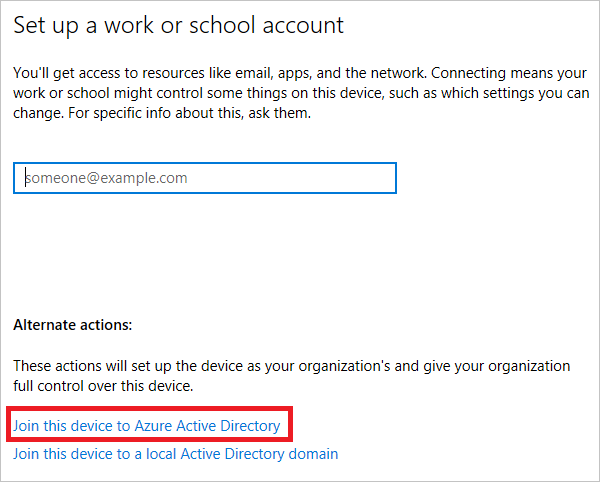 Set up a work or school account
You'll get access to resources like email, apps, and the network. Connecting means your
work or school might control some things on this device, such as which settings you can
change. For specific info about this, ask them.
someone@example.com
Alternate actions:
These actions will set up the device as your organization's and give your organization
full control over this device.
Join this device to Azure Active Directory
Join this device to a local Active Directory domain